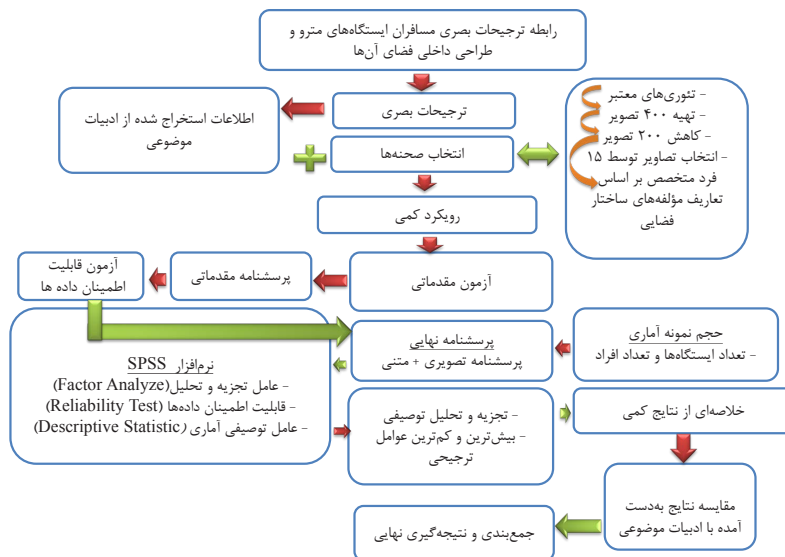 رابطه ترجیحات بصری مسافران ایستگاه‌های مترو و
طراحی داخلی فضای آن‌ها
ترجیحات بصری
اطلاعات استخراج شده از ادبیات
موضوعی
انتخاب صحنه‌ها
- تئوری‌های معتبر
- تهیه ۴۰۰ تصویر
- کاهش ۲۰۰ تصویر
- انتخاب تصاویر توسط ۱۵
فرد متخصص بر اساس
تعاریف مؤلفه‌های ساختار
فضایی
رویکرد کمی
آزمون مقدماتی
پرسشنامه مقدماتی
آزمون قابلیت
اطمینان داده ها
حجم نمونه آماری
- تعداد ایستگاه‌ها و تعداد افراد
پرسشنامه نهایی
پرسشنامه تصویری + متنی
نرم‌افزار SPSS
- عامل تجزیه و تحلیل(Factor Analyze)
- قابلیت اطمینان داده‌ها (Reliability Test)
- عامل توصیفی آماری (Descriptive Statistic)
- تجزیه و تحلیل توصیفی
- بیش‌ترین و کم‌ترین عوامل
ترجیحی
خلاصه‌ای از نتایج کمی
مقایسه نتایج به‌دست
آمده با ادبیات موضوعی
جمع‌بندی و نتیجه‌گیری نهایی